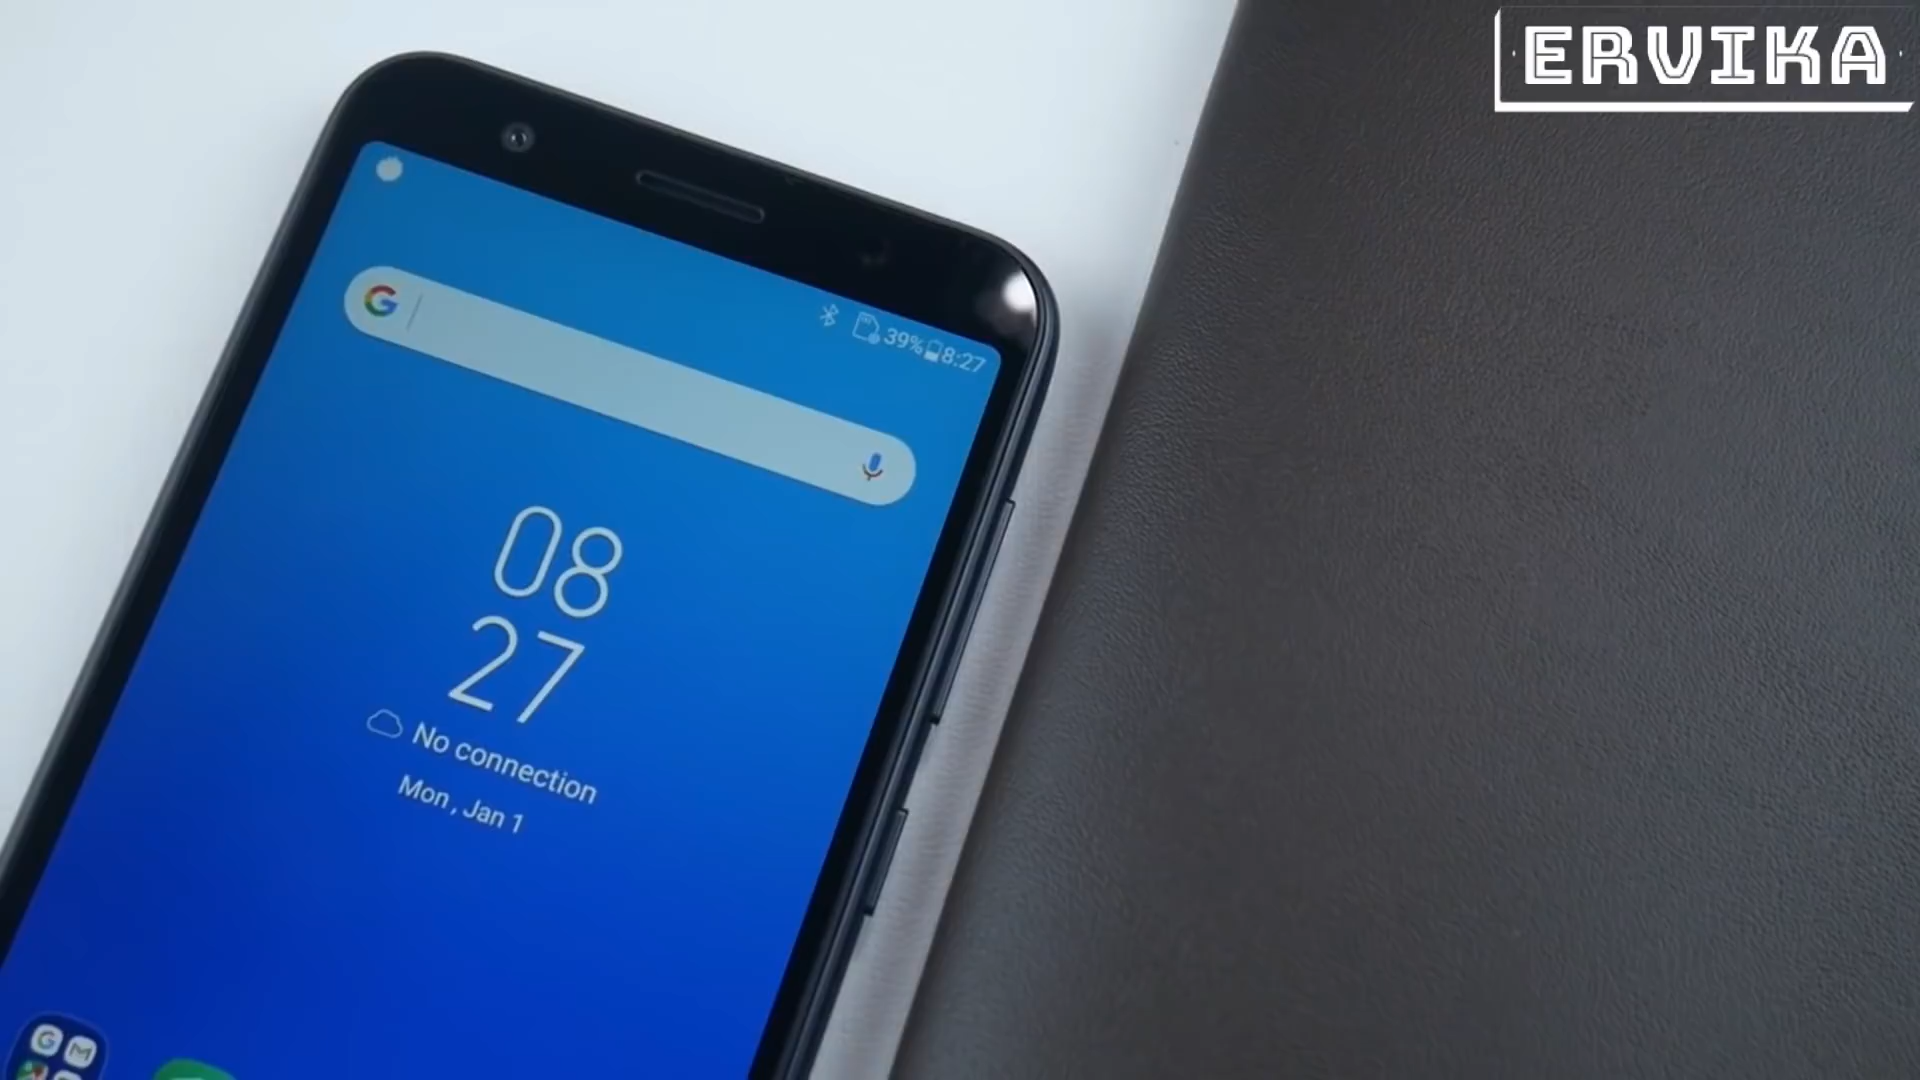 ERVIKA
G
39% 8:27
08
27
No connection
Mon, Jan 1
G M